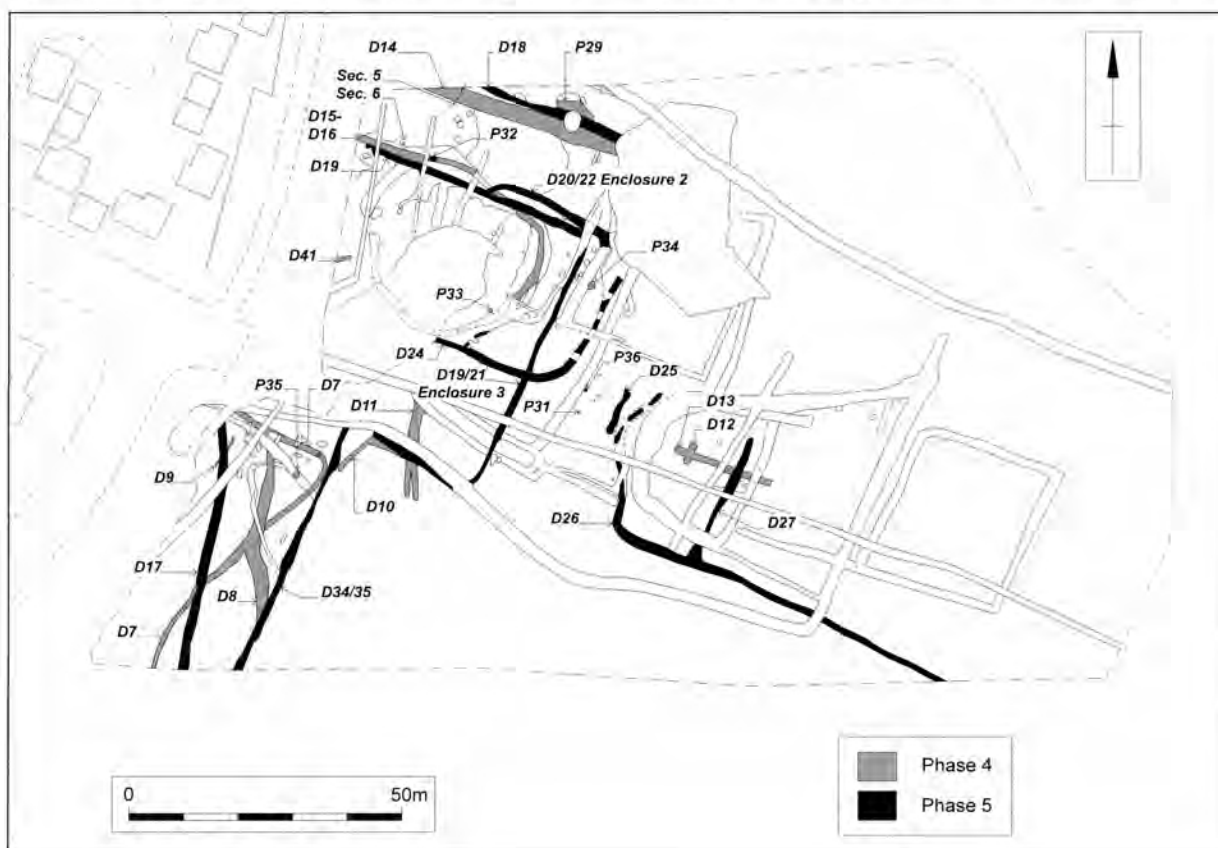 D14
D18
P29
Sec. 5
Sec. 6
D15-
D16
P32
D19
D20/22 Enclosure 2
D41
P34
P33
D24
D19/21
Enclosure 3
P36
D25
P35
D7
D11
P31
D13
D12
D9
D10
D26
D27
D17
D8
D34/35
D7
0
50m
Phase 4
Phase 5